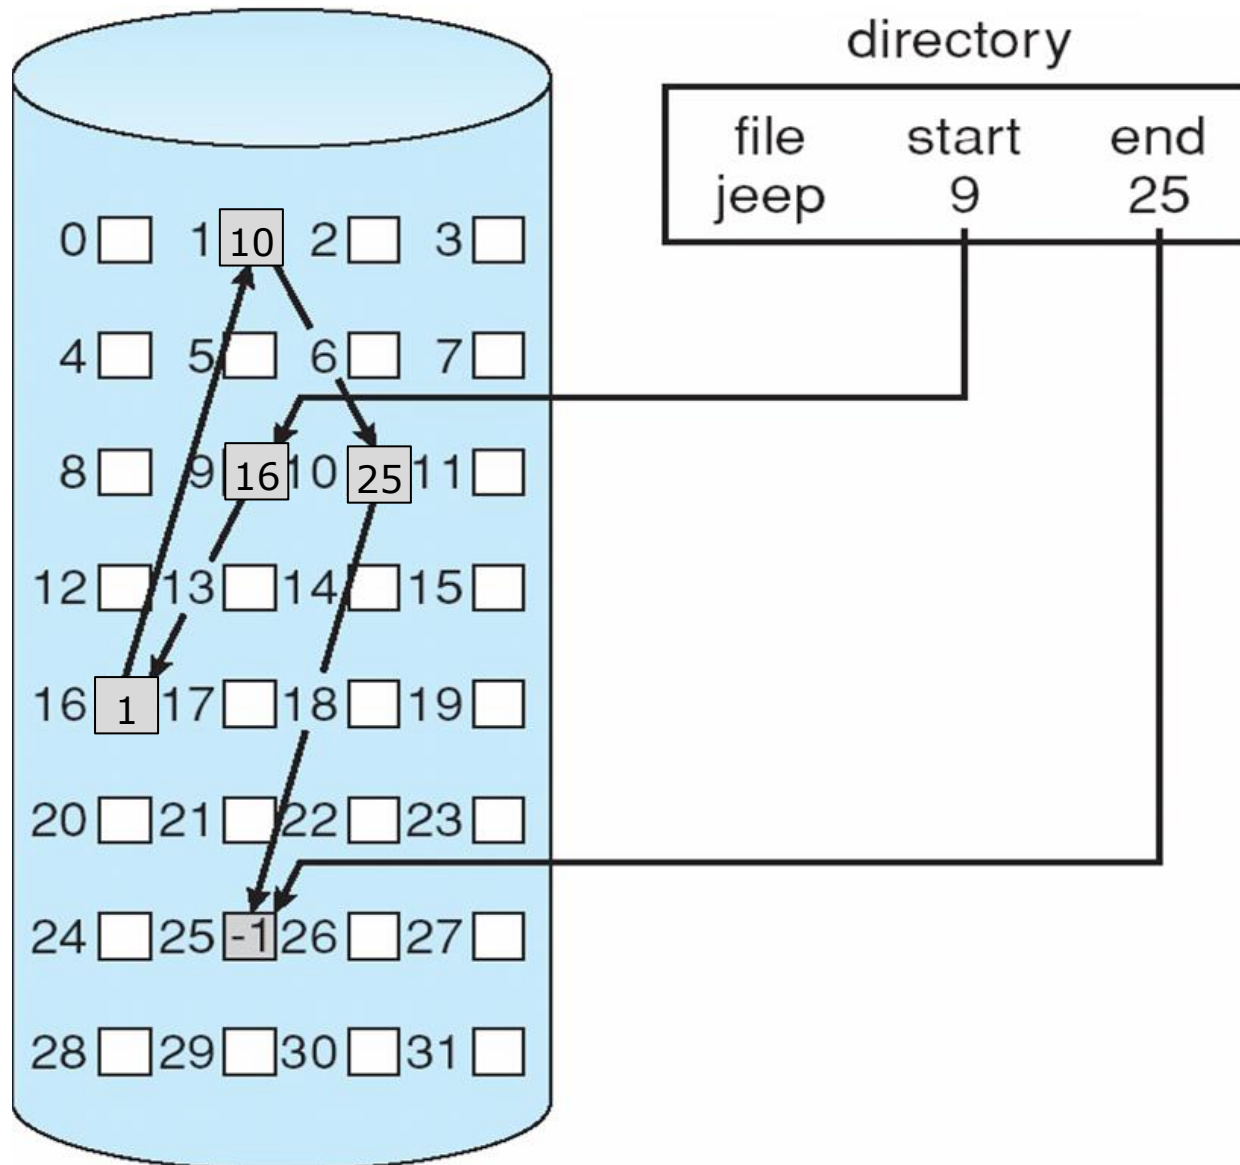 directory
file start end
jeep 9 25
0 1 10 2 3
4 5 6 7
8 9 16 10 25 11
12 13 14 15
16 1 17 18 19
20 21 22 23
24 25 -1 26 27
28 29 30 31